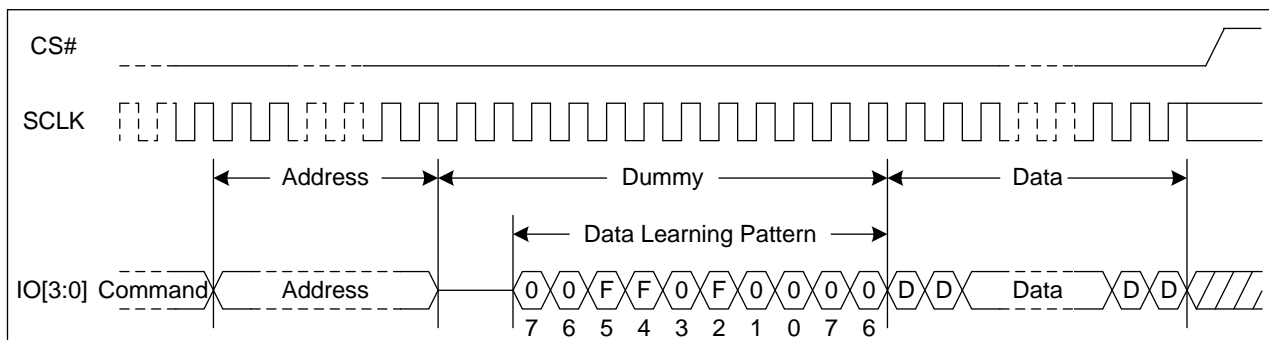 CS#
SCLK
Address Dummy Data
Data Learning Pattern
IO[3:0] Command Address 0 0 F F 0 F 0 0 0 0 D D Data D D
7 6 5 4 3 2 1 0 7 6